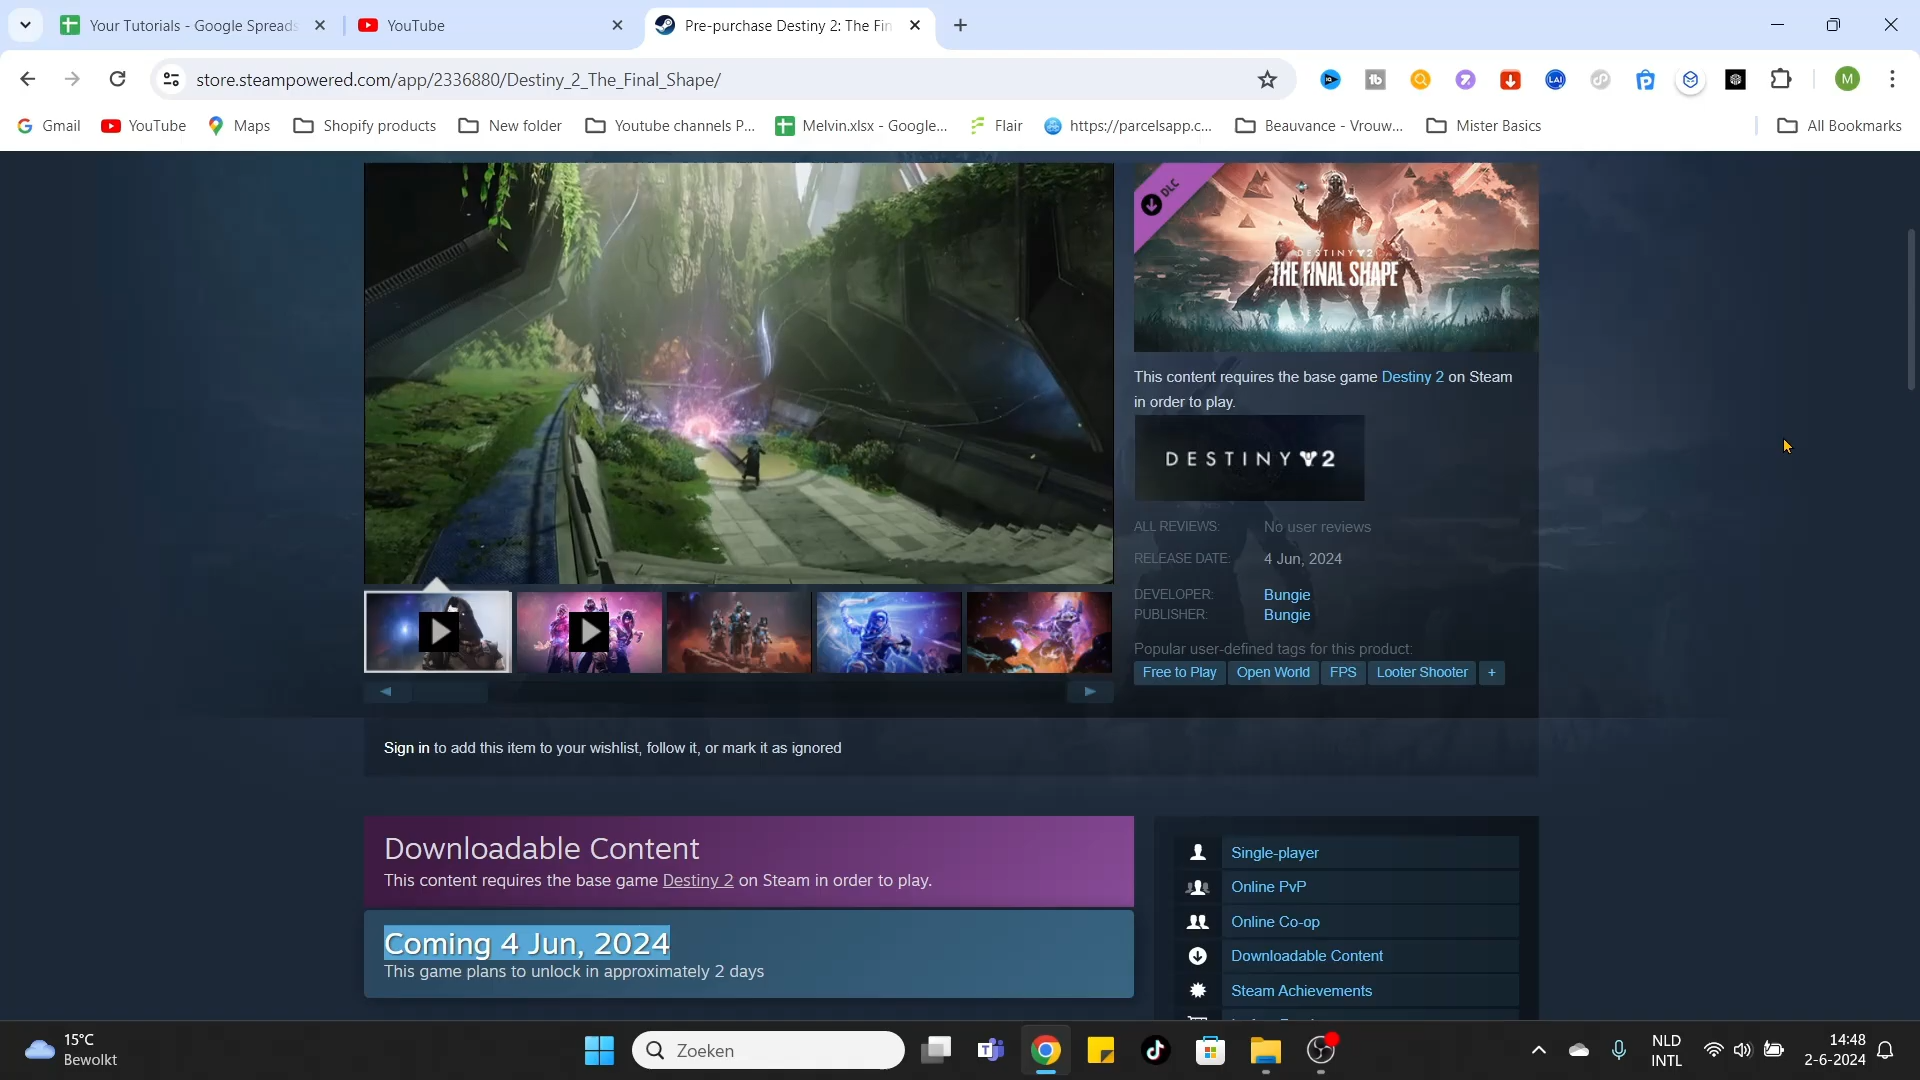 Your Tutorials - Google Spreads
YouTube
Pre-purchase Destiny 2: The Fin
store.steampowered.com/app/2336880/Destiny_2_The_Final_Shape/
M
Gmail
YouTube
Maps
Shopify products
New folder
Youtube channels P...
Melvin.xlsx - Google...
Flair
https://parcelsapp.c...
Beauvance - Vrouw...
Mister Basics
All Bookmarks
DLC
DESTINY 2
THE FINAL SHAPE
This content requires the base game Destiny 2 on Steam
in order to play.
DESTINY 2
ALL REVIEWS: No user reviews
RELEASE DATE: 4 Jun, 2024
DEVELOPER: Bungie
PUBLISHER: Bungie
Popular user-defined tags for this product:
Free to Play Open World FPS Looter Shooter +
Sign in to add this item to your wishlist, follow it, or mark it as ignored
Downloadable Content
This content requires the base game Destiny 2 on Steam in order to play.
Coming 4 Jun, 2024
This game plans to unlock in approximately 2 days
Single-player
Online PvP
Online Co-op
Downloadable Content
Steam Achievements
15°C
Bewolkt
Zoeken
NLD
INTL
14:48
2-6-2024